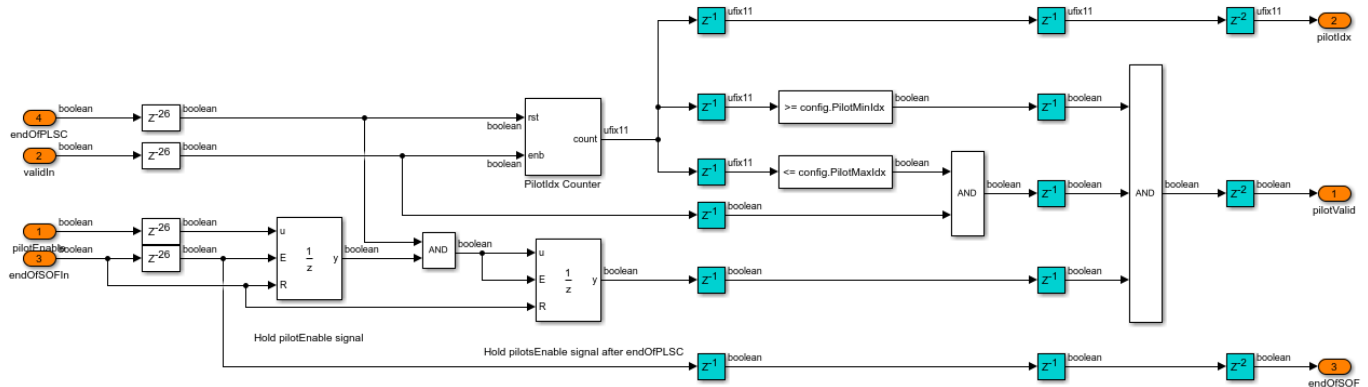 Z-1 ufix11 Z-1 ufix11 Z-2 ufix11 2
pilotIdx
boolean Z-26 boolean
4
endOfPLSC
boolean Z-26 boolean
2
validIn
rst
boolean
enb
boolean
count
ufix11
PilotIdx Counter
Z-1 ufix11 >= config.PilotMinIdx boolean Z-1 boolean
Z-1 ufix11 <= config.PilotMaxIdx boolean
Z-1 boolean
AND boolean Z-1 boolean
AND boolean Z-2 boolean 1
pilotValid
boolean Z-26 boolean
1
pilotEnable
boolean Z-26 boolean
3
endOfSOFIn
u
E
R
1
z
y
boolean
AND boolean
u
E
R
1
z
y
boolean
Z-1 boolean Z-1 boolean
Hold pilotEnable signal
Hold pilotsEnable signal after endOfPLSC
Z-1 boolean Z-1 boolean Z-2 boolean 3
endOfSOF